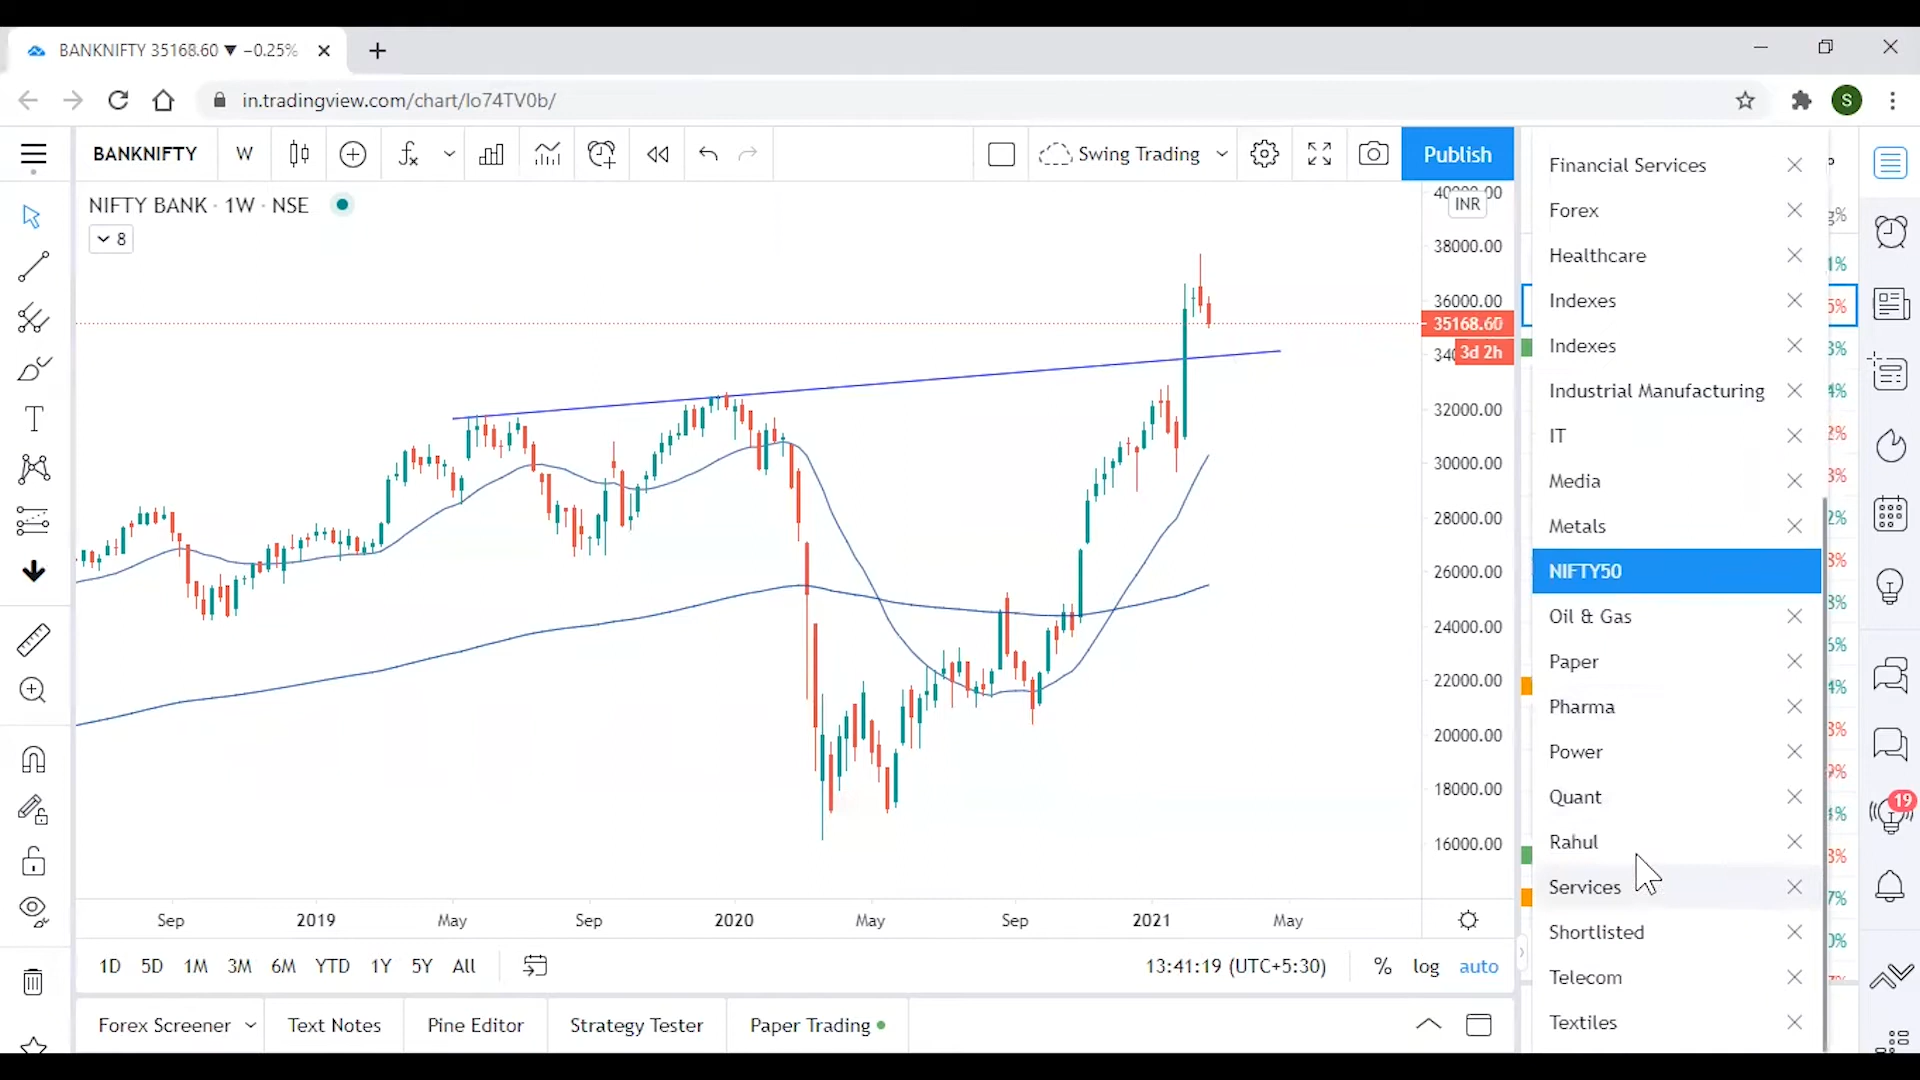 BANKNIFTY 35168.60 ▼ −0.25%
in.tradingview.com/chart/Io74TV0b/
S
BANKNIFTY
W
Swing Trading
Publish
NIFTY BANK · 1W · NSE
8
INR
38000.00
36000.00
35168.60
3d 2h
32000.00
30000.00
28000.00
26000.00
24000.00
22000.00
20000.00
18000.00
16000.00
Sep 2019 May Sep 2020 May Sep 2021 May
1D 5D 1M 3M 6M YTD 1Y 5Y All
13:41:19 (UTC+5:30) % log auto
Forex Screener Text Notes Pine Editor Strategy Tester Paper Trading
Financial Services
Forex
Healthcare
Indexes
Indexes
Industrial Manufacturing
IT
Media
Metals
NIFTY50
Oil & Gas
Paper
Pharma
Power
Quant
Rahul
Services
Shortlisted
Telecom
Textiles
19